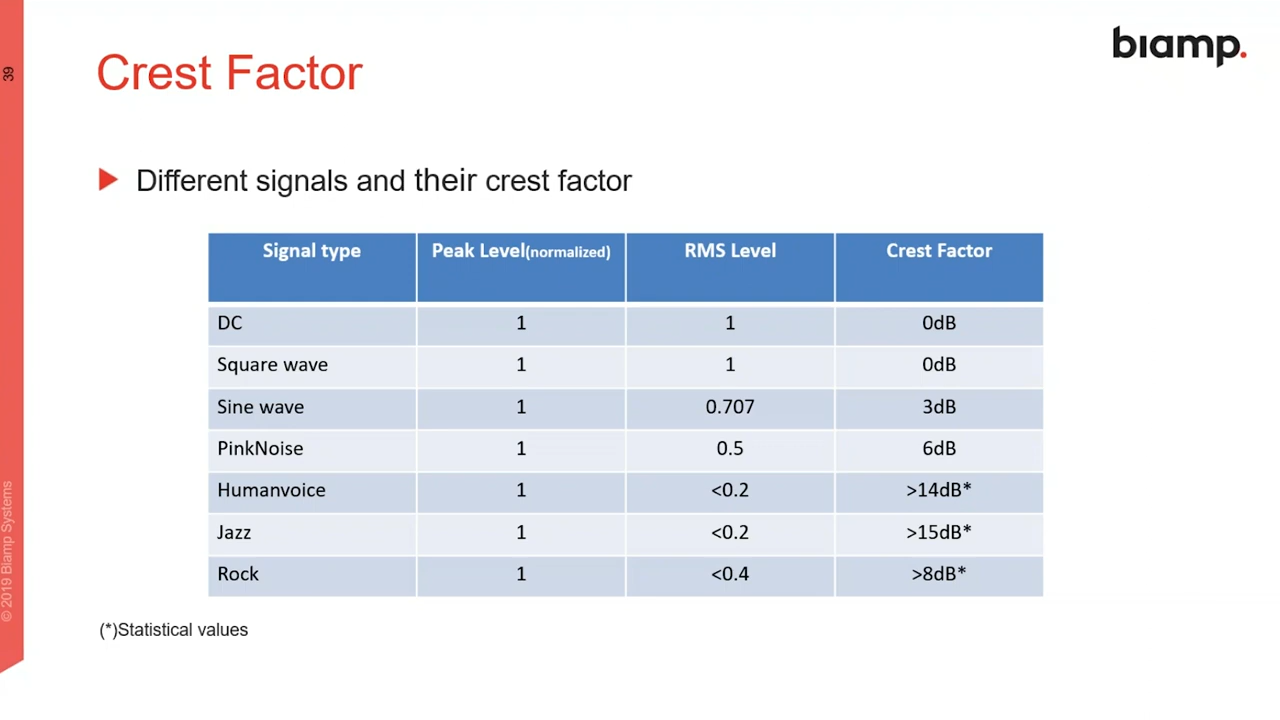 39
biamp.
Crest Factor
Different signals and their crest factor
Signal type Peak Level(normalized) RMS Level Crest Factor
DC 1 1 0dB
Square wave 1 1 0dB
Sine wave 1 0.707 3dB
PinkNoise 1 0.5 6dB
Humanvoice 1 <0.2 >14dB*
Jazz 1 <0.2 >15dB*
Rock 1 <0.4 >8dB*
(*)Statistical values
© 2019 Biamp Systems